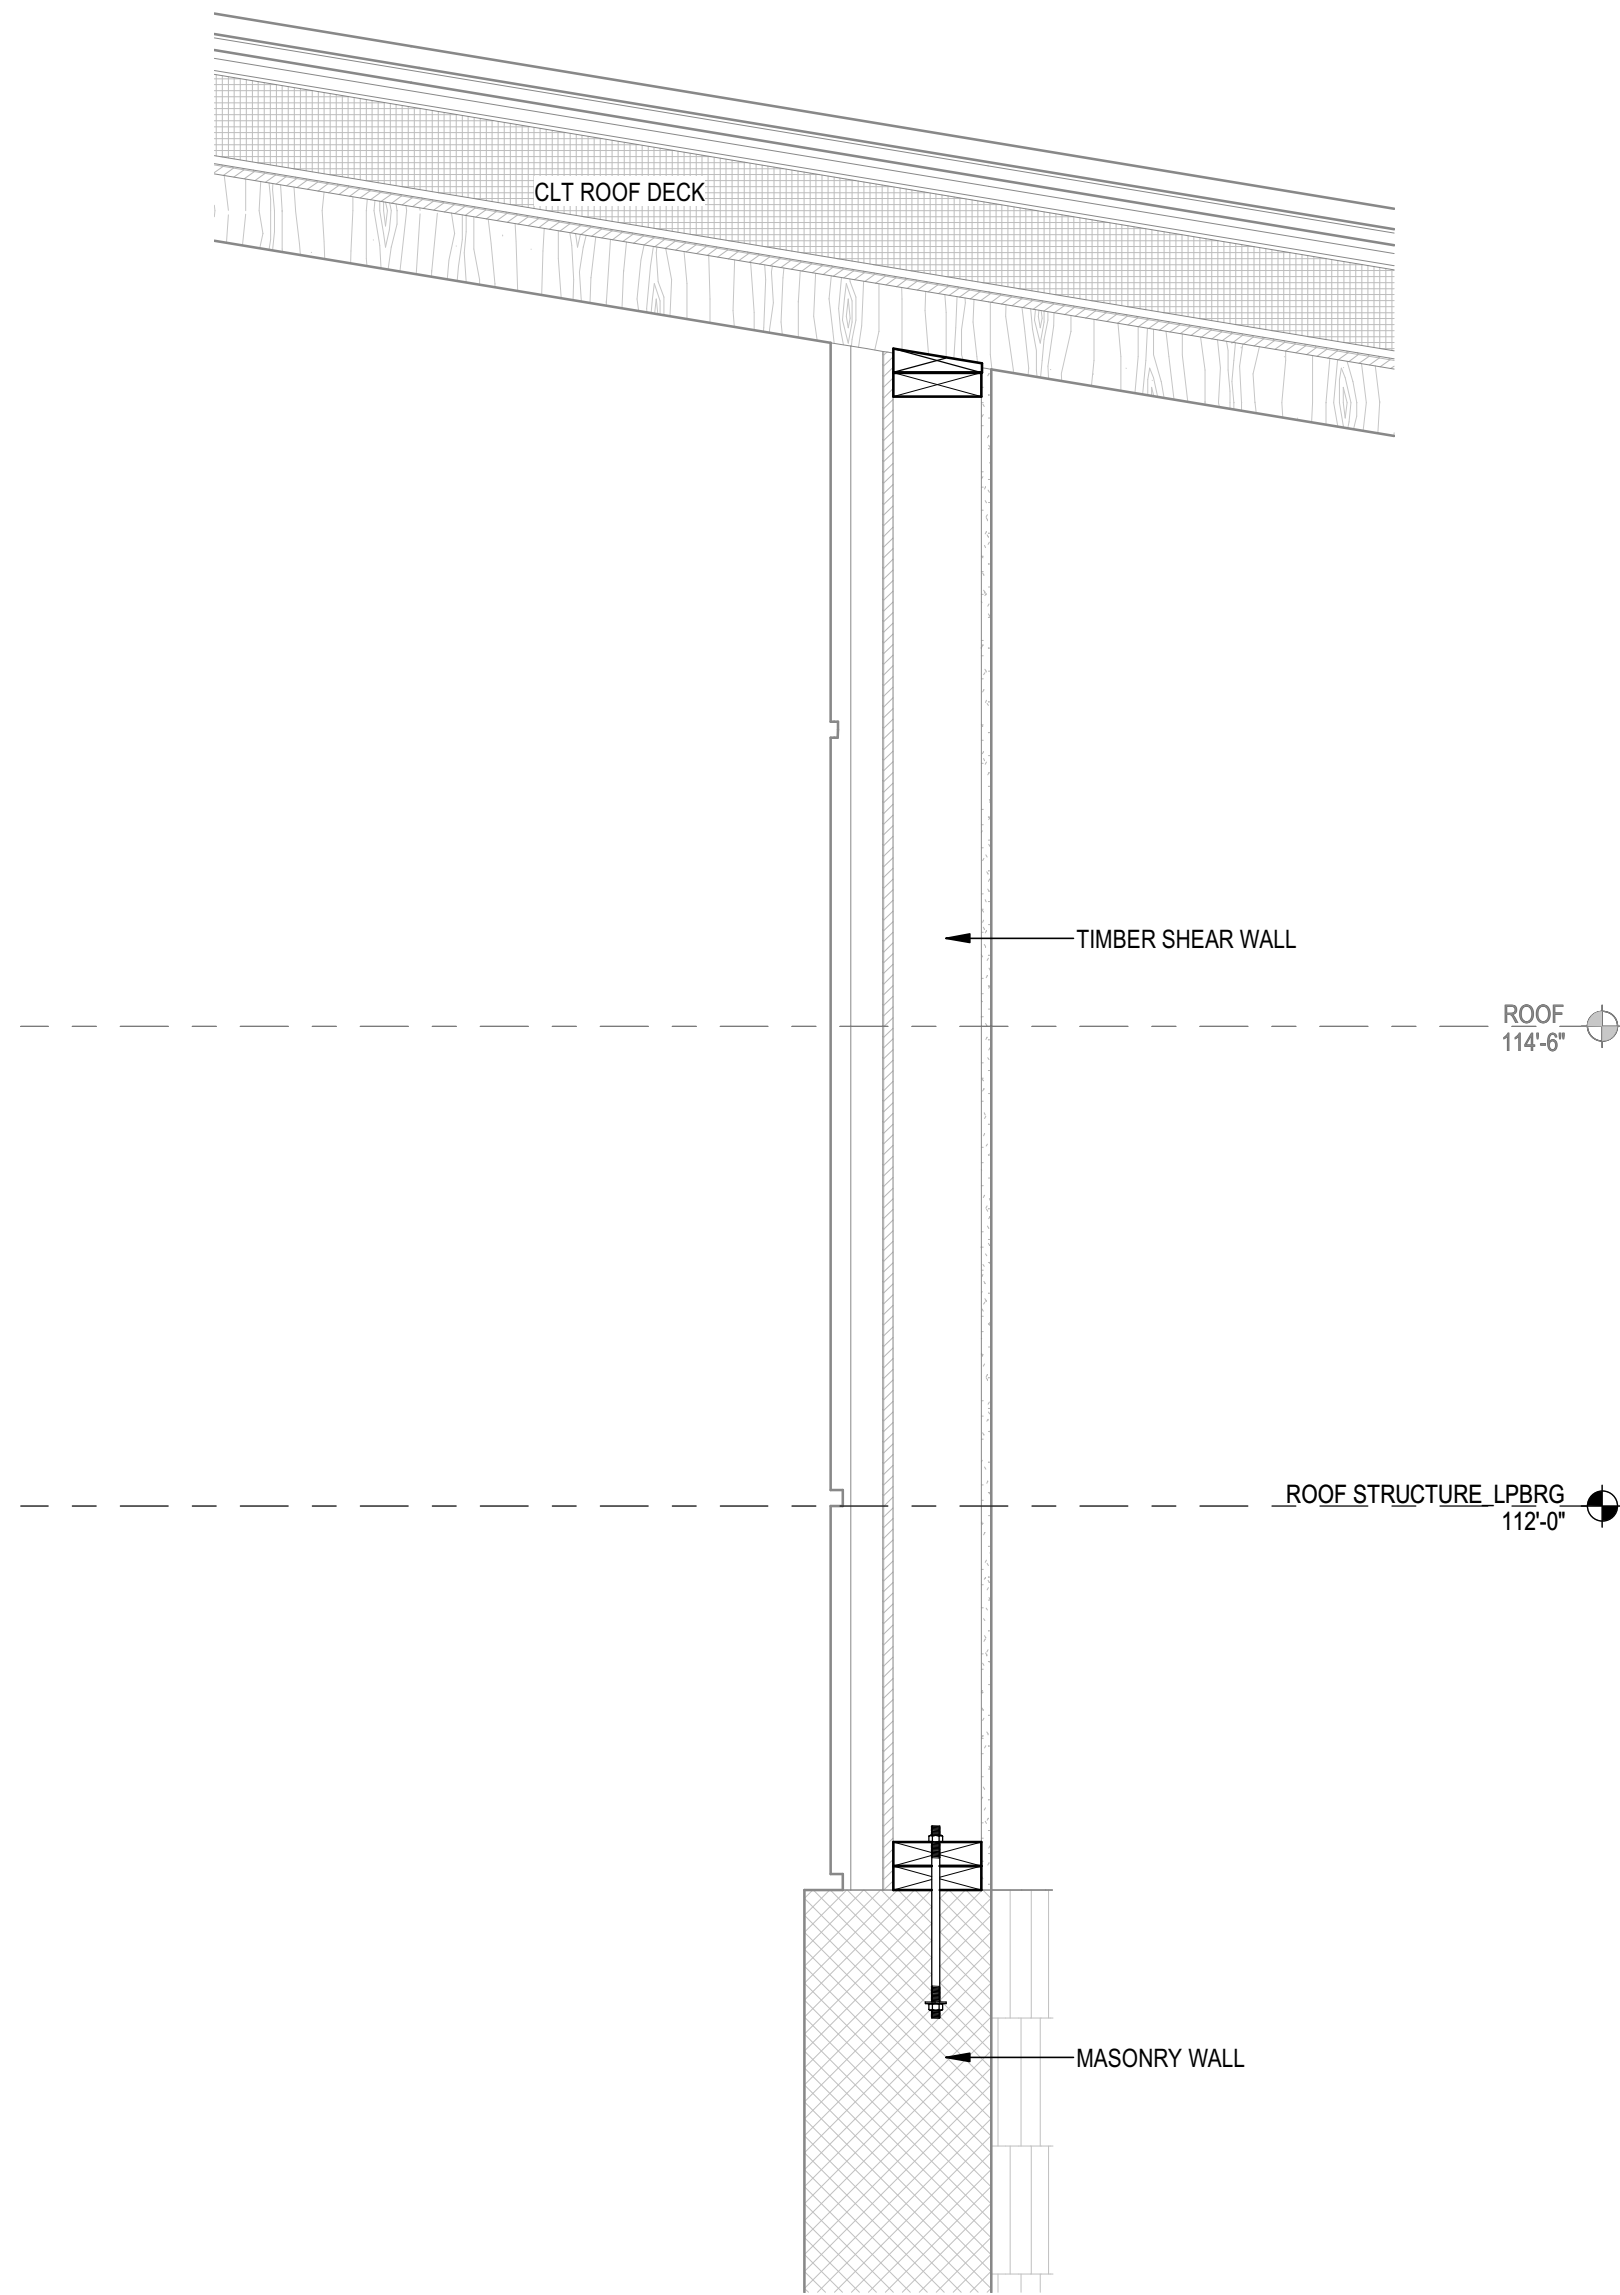 CLT ROOF DECK
TIMBER SHEAR WALL
ROOF
114'-6"
ROOF STRUCTURE_LPBRG
112'-0"
MASONRY WALL